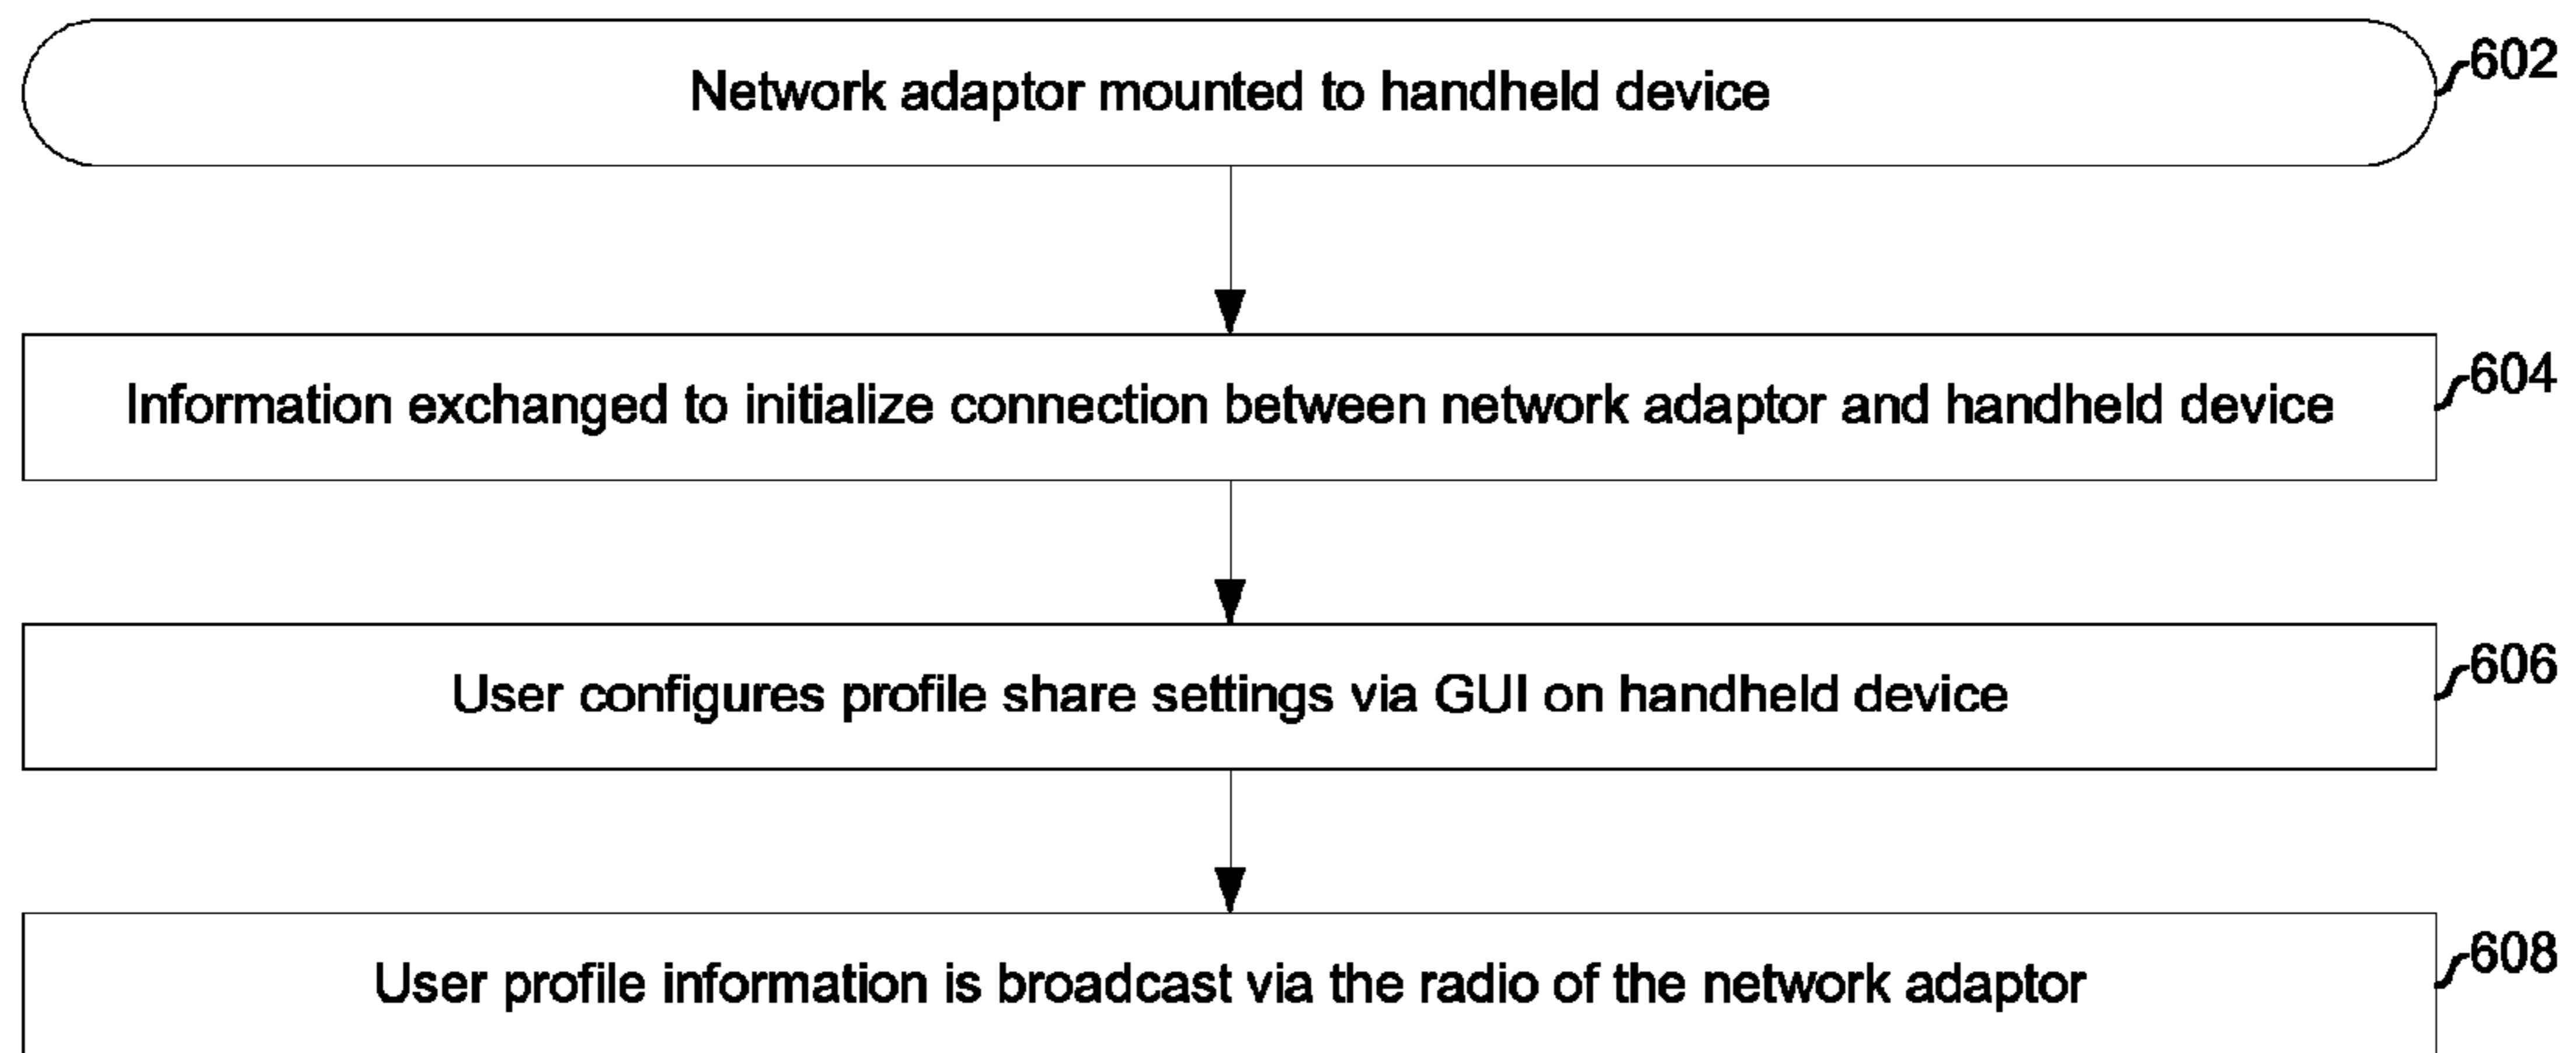 Network adaptor mounted to handheld device
602
Information exchanged to initialize connection between network adaptor and handheld device
604
User configures profile share settings via GUI on handheld device
606
User profile information is broadcast via the radio of the network adaptor
608